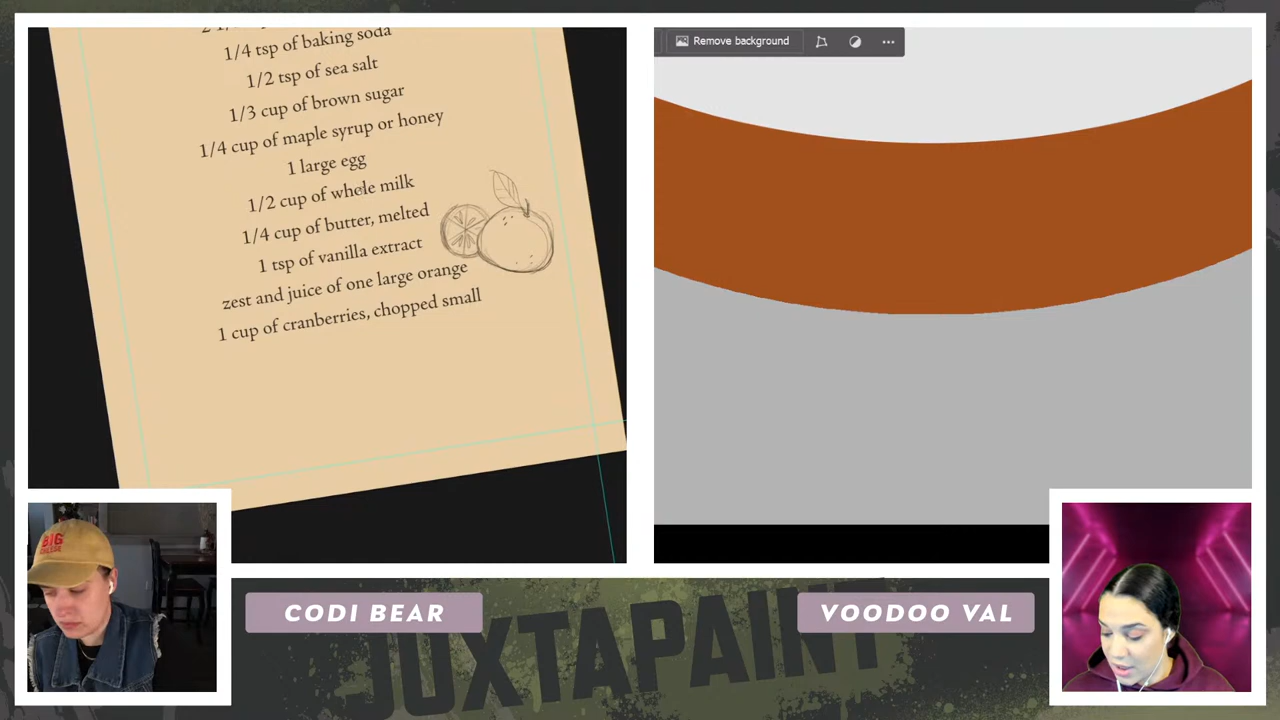 1/4 tsp of baking soda
1/2 tsp of sea salt
1/3 cup of brown sugar
1/4 cup of maple syrup or honey
1 large egg
1/2 cup of whole milk
1/4 cup of butter, melted
1 tsp of vanilla extract
zest and juice of one large orange
1 cup of cranberries, chopped small
Remove background
BIG
CODI BEAR
VOODOO VAL
JUXTAPAINT